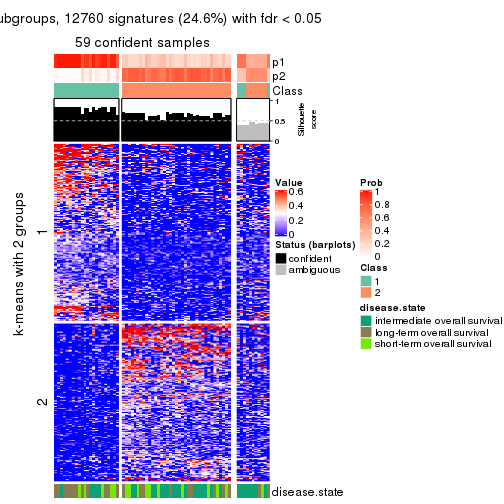 ubgroups, 12760 signatures (24.6%) with fdr < 0.05
59 confident samples
p1
p2
Class
1
0.5
0
Silhouette
score
k-means with 2 groups
1
2
Value
0.6
0.4
0.2
0
Status (barplots)
confident
ambiguous
Prob
1
0.8
0.6
0.4
0.2
0
Class
1
2
disease.state
intermediate overall survival
long-term overall survival
short-term overall survival
disease.state